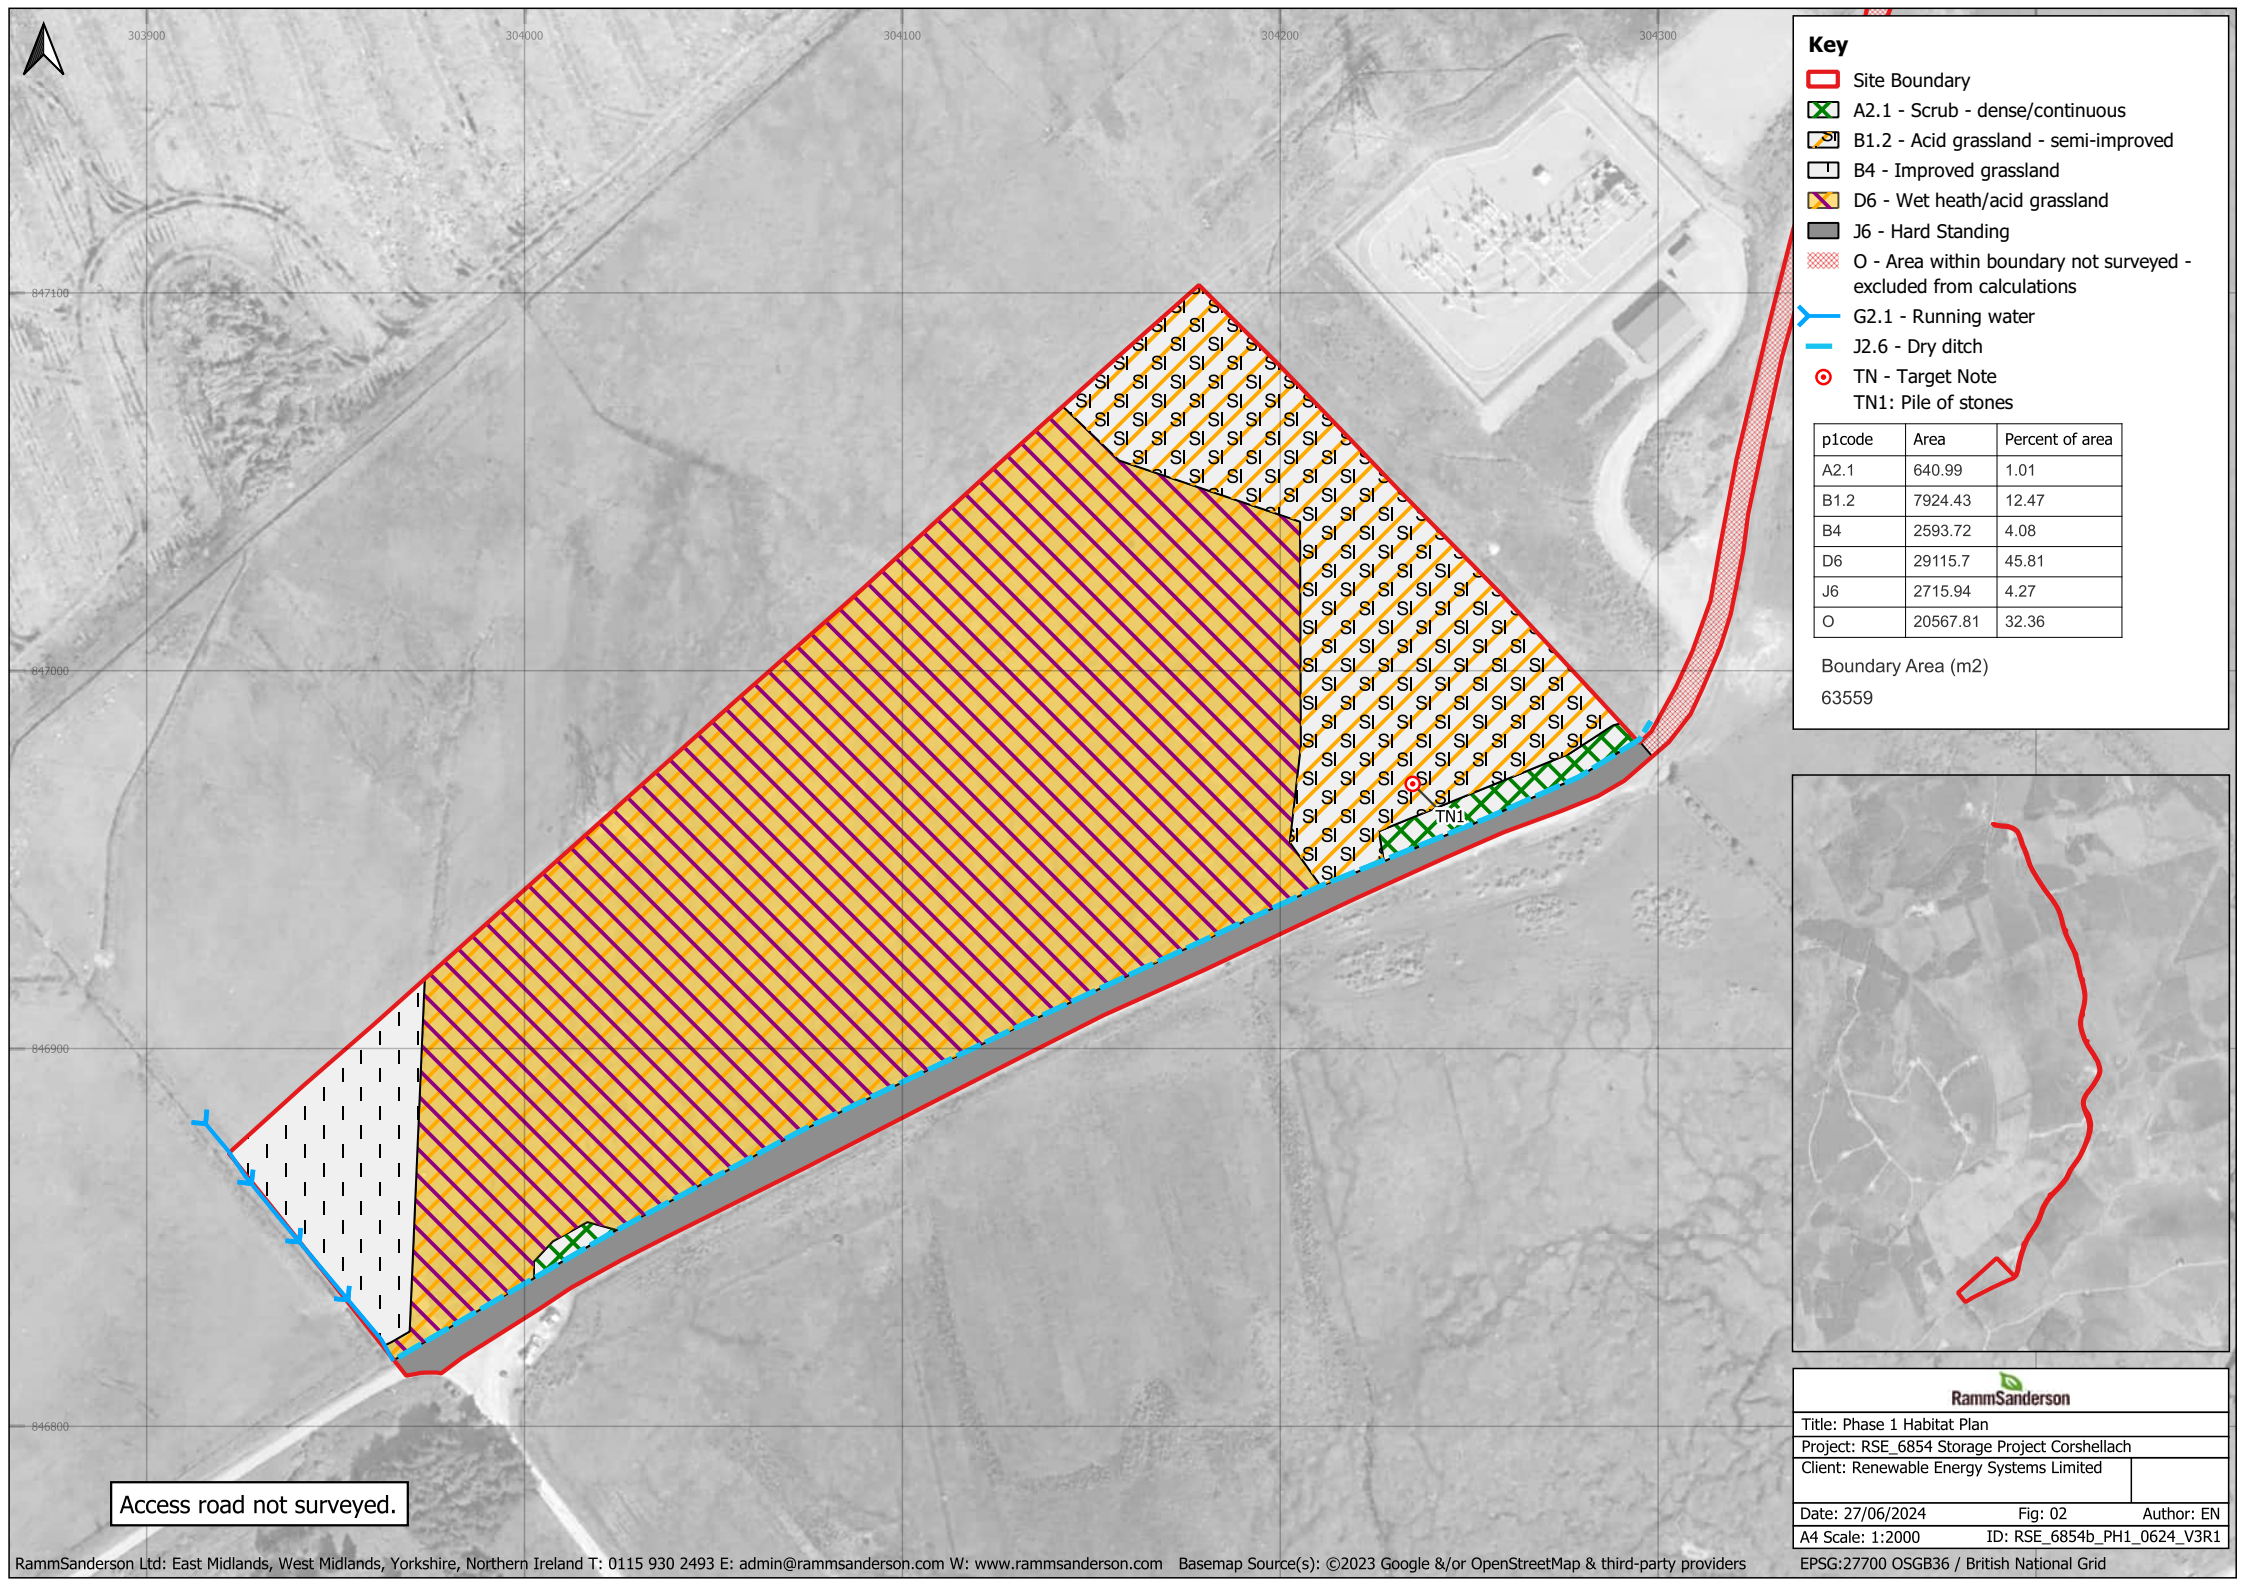 303900
304000
304100
304200
304300
847100
847000
846900
846800
Key
Site Boundary
A2.1 - Scrub - dense/continuous
SI
B1.2 - Acid grassland - semi-improved
B4 - Improved grassland
D6 - Wet heath/acid grassland
J6 - Hard Standing
O - Area within boundary not surveyed -
excluded from calculations
G2.1 - Running water
J2.6 - Dry ditch
TN - Target Note
TN1: Pile of stones
p1code Area Percent of area
A2.1 640.99 1.01
B1.2 7924.43 12.47
B4 2593.72 4.08
D6 29115.7 45.81
J6 2715.94 4.27
O 20567.81 32.36
Boundary Area (m2)
63559
TN1
Access road not surveyed.
RammSanderson
Title: Phase 1 Habitat Plan
Project: RSE_6854 Storage Project Corshellach
Client: Renewable Energy Systems Limited
Date: 27/06/2024 Fig: 02 Author: EN
A4 Scale: 1:2000 ID: RSE_6854b_PH1_0624_V3R1
RammSanderson Ltd: East Midlands, West Midlands, Yorkshire, Northern Ireland T: 0115 930 2493 E: admin@rammsanderson.com W: www.rammsanderson.com Basemap Source(s): ©2023 Google &/or OpenStreetMap & third-party providers EPSG:27700 OSGB36 / British National Grid